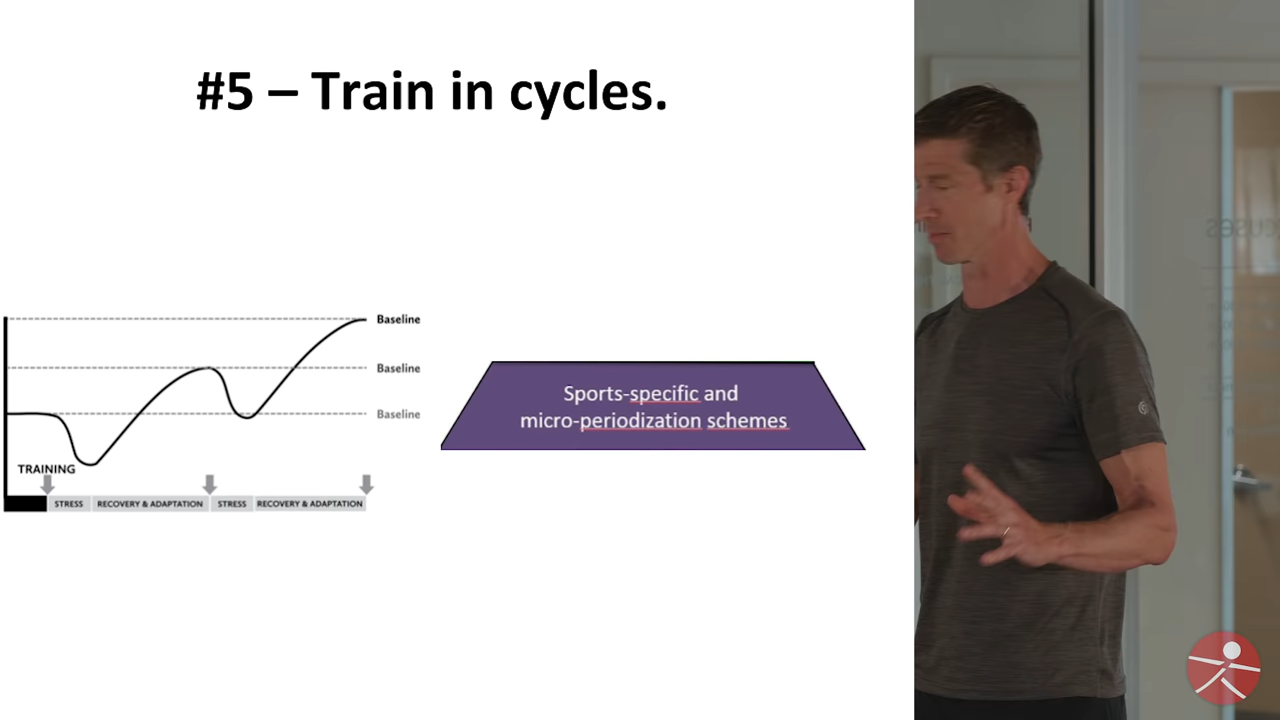 #5 – Train in cycles.
Baseline
Baseline
Baseline
TRAINING
STRESS
RECOVERY & ADAPTATION
STRESS
RECOVERY & ADAPTATION
Sports-specific and
micro-periodization schemes